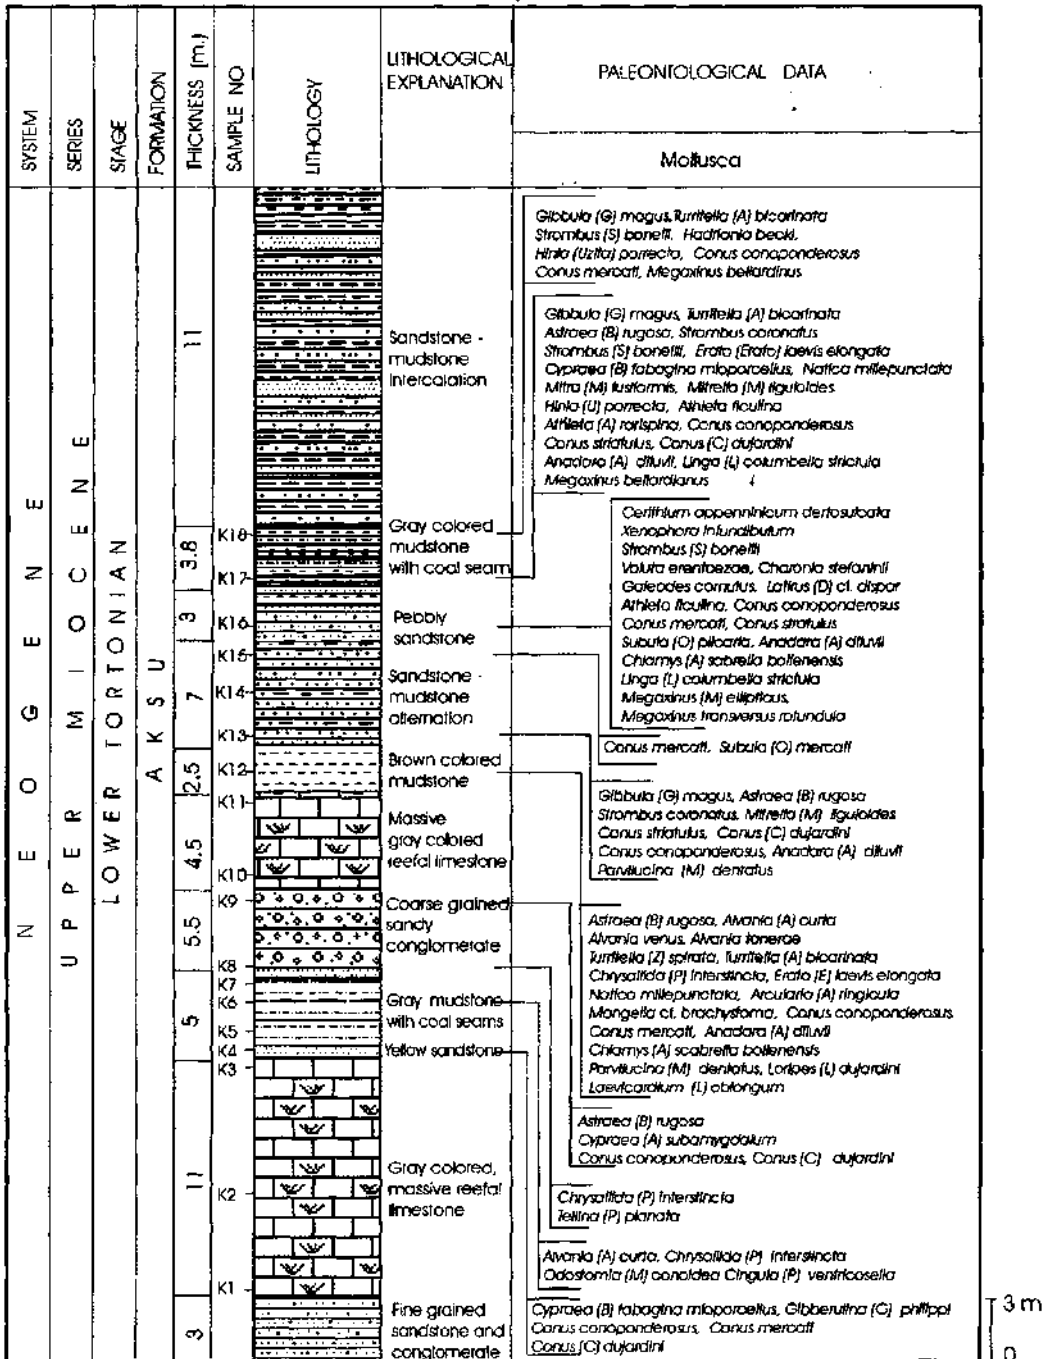 SYSTEM
SERIES
STAGE
FORMATION
THICKNESS (m.)
SAMPLE NO
LITHOLOGY
LITHOLOGICAL
EXPLANATION
PALEONTOLOGICAL DATA
Mollusca
NEOGENE
UPPER MIOCENE
LOWER TORTONIAN
AKSU
11
3.8
3
7
2.5
4.5
5.5
5
11
3
K18
K17
K16
K15
K14
K13
K12
K11
K10
K9
K8
K7
K6
K5
K4
K3
K2
K1
Sandstone -
mudstone
Intercalation
Gray colored
mudstone
with coal seam
Pebbly
sandstone
Sandstone -
mudstone
alternation
Brown colored
mudstone
Massive
gray colored
reefal limestone
Coarse grained
sandy
conglomerate
Gray mudstone
with coal seams
Yellow sandstone
Gray colored,
massive reefal
limestone
Fine grained
sandstone and
conglomerate
Gibbula (G) magus, Turritella (A) bicarinata
Strombus (S) bonelli, Hadriania becki,
Hinia (Uzita) porrecta, Conus conoponderosus
Conus mercati, Megaxinus bellardinus
Gibbula (G) magus, Turritella (A) bicarinata
Astraea (B) rugosa, Strombus coronatus
Strombus (S) bonelli, Erato (Erato) laevis elongata
Cypraea (B) fabagina mioporcellus, Natica millepunctata
Mitra (M) fusiformis, Mitrella (M) liguloides
Hinia (U) porrecta, Athleta ficulina
Athleta (A) rarispina, Conus conoponderosus
Conus striatulus, Conus (C) dujardini
Anadara (A) diluvii, Linga (L) columbella strictula
Megaxinus bellardianus
Cerithium appenninicum dertosulcata
Xenophora infundibulum
Strombus (S) bonelli
Voluta erentoezae, Charonia stefaninii
Galeodes cornutus, Latirus (D) cf. dispar
Athleta ficulina, Conus conoponderosus
Conus mercati, Conus striatulus
Subula (O) plicaria, Anadara (A) diluvii
Chlamys (A) sabrella bollenensis
Linga (L) columbella strictula
Megaxinus (M) ellipticus,
Megaxinus transversus rotundula
Conus mercati, Subula (O) mercati
Gibbula (G) magus, Astraea (B) rugosa
Strombus coronatus, Mitrella (M) liguloides
Conus striatulus, Conus (C) dujardini
Conus conoponderosus, Anadara (A) diluvii
Parvilucina (M) dentatus
Astraea (B) rugosa, Alvania (A) curta
Alvania venus, Alvania
Turritella (Z) spirata, Turritella (A) bicarinata
Chrysallida (P) interstincta, Erato (E) laevis elongata
Natica millepunctata, Arcularia (A) ringicula
Mangelia cf. brachystoma, Conus conoponderosus
Conus mercati, Anadara (A) diluvii
Chlamys (A) scabrella bollenensis
Parvilucina (M) dentatus, Loripes (L) dujardini
Laevicardium (L) oblongum
Astraea (B) rugosa
Cypraea (A) subamygdalum
Conus conoponderosus, Conus (C) dujardini
Chrysallida (P) interstincta
Tellina (P) planata
Alvania (A) curta, Chrysallida (P) interstincta
Odostomia (M) conoidea Cingula (P) ventricosella
Cypraea (B) fabagina mioporcellus, Gibberulina (G) philippi
Conus conoponderosus, Conus mercati
Conus (C) dujardini
3 m
0